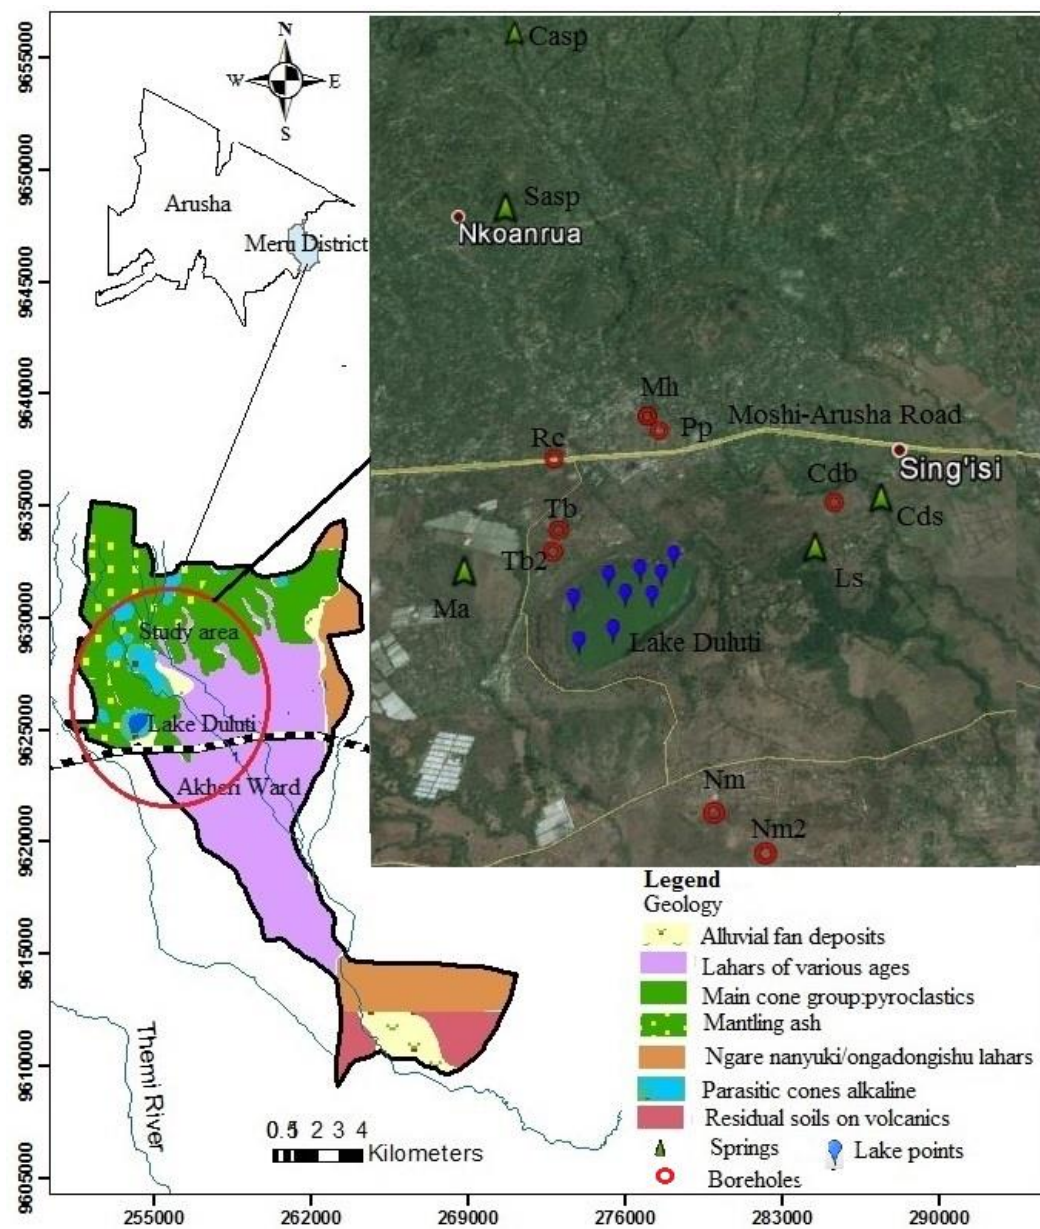 N
W E
S
Arusha
Meru District
Casp
Sasp
Nkoanrua
Mh
Pp
Moshi-Arusha Road
Rc
Sing'isi
Cdb
Cds
Tb
Tb2
Ls
Ma
Lake Duluti
Nm
Nm2
Study area
Lake Duluti
Akheri Ward
Themi River
0.5 1 2 3 4
Kilometers
Legend
Geology
Alluvial fan deposits
Lahars of various ages
Main cone group:pyroclastics
Mantling ash
Ngare nanyuki/ongadongishu lahars
Parasitic cones alkaline
Residual soils on volcanics
Springs Lake points
Boreholes
9655000
9650000
9645000
9640000
9635000
9630000
9625000
9620000
9615000
9610000
9605000
255000 262000 269000 276000 283000 290000